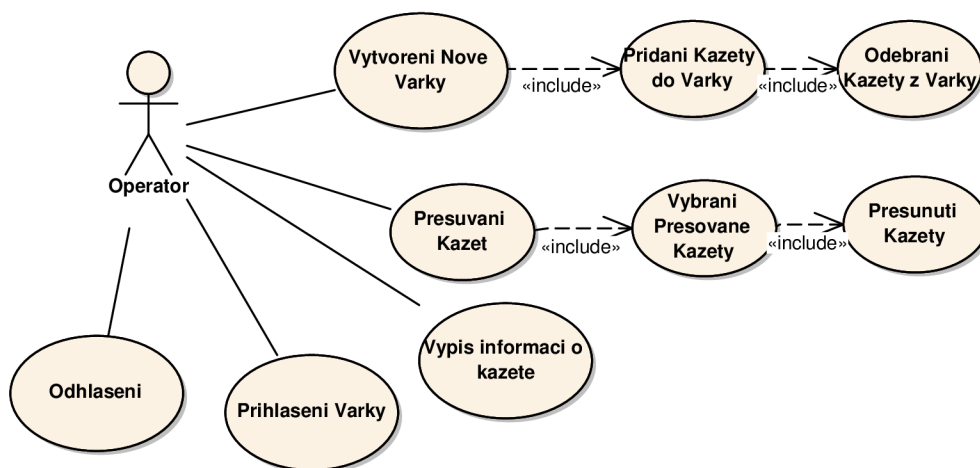 Vytvoreni Nove
Varky
«include»
Pridani Kazety
do Varky
«include»
Odebrani
Kazety z Varky
Operator
Presuvani
Kazet
«include»
Vybrani
Presovane
Kazety
«include»
Presunuti
Kazety
Vypis informaci o
kazete
Odhlaseni
Prihlaseni Varky